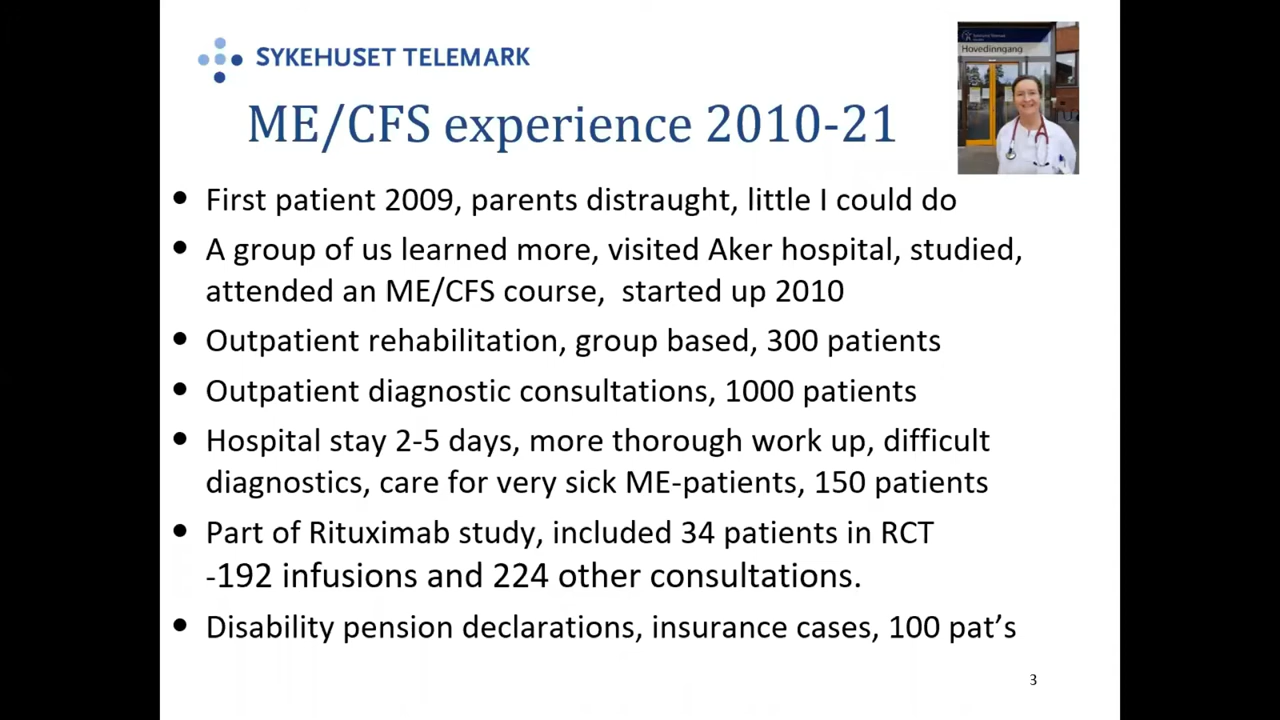 SYKEHUSET TELEMARK
Hovedinngang
ME/CFS experience 2010-21
• First patient 2009, parents distraught, little I could do
• A group of us learned more, visited Aker hospital, studied,
attended an ME/CFS course, started up 2010
• Outpatient rehabilitation, group based, 300 patients
• Outpatient diagnostic consultations, 1000 patients
• Hospital stay 2-5 days, more thorough work up, difficult
diagnostics, care for very sick ME-patients, 150 patients
• Part of Rituximab study, included 34 patients in RCT
-192 infusions and 224 other consultations.
• Disability pension declarations, insurance cases, 100 pat’s
3